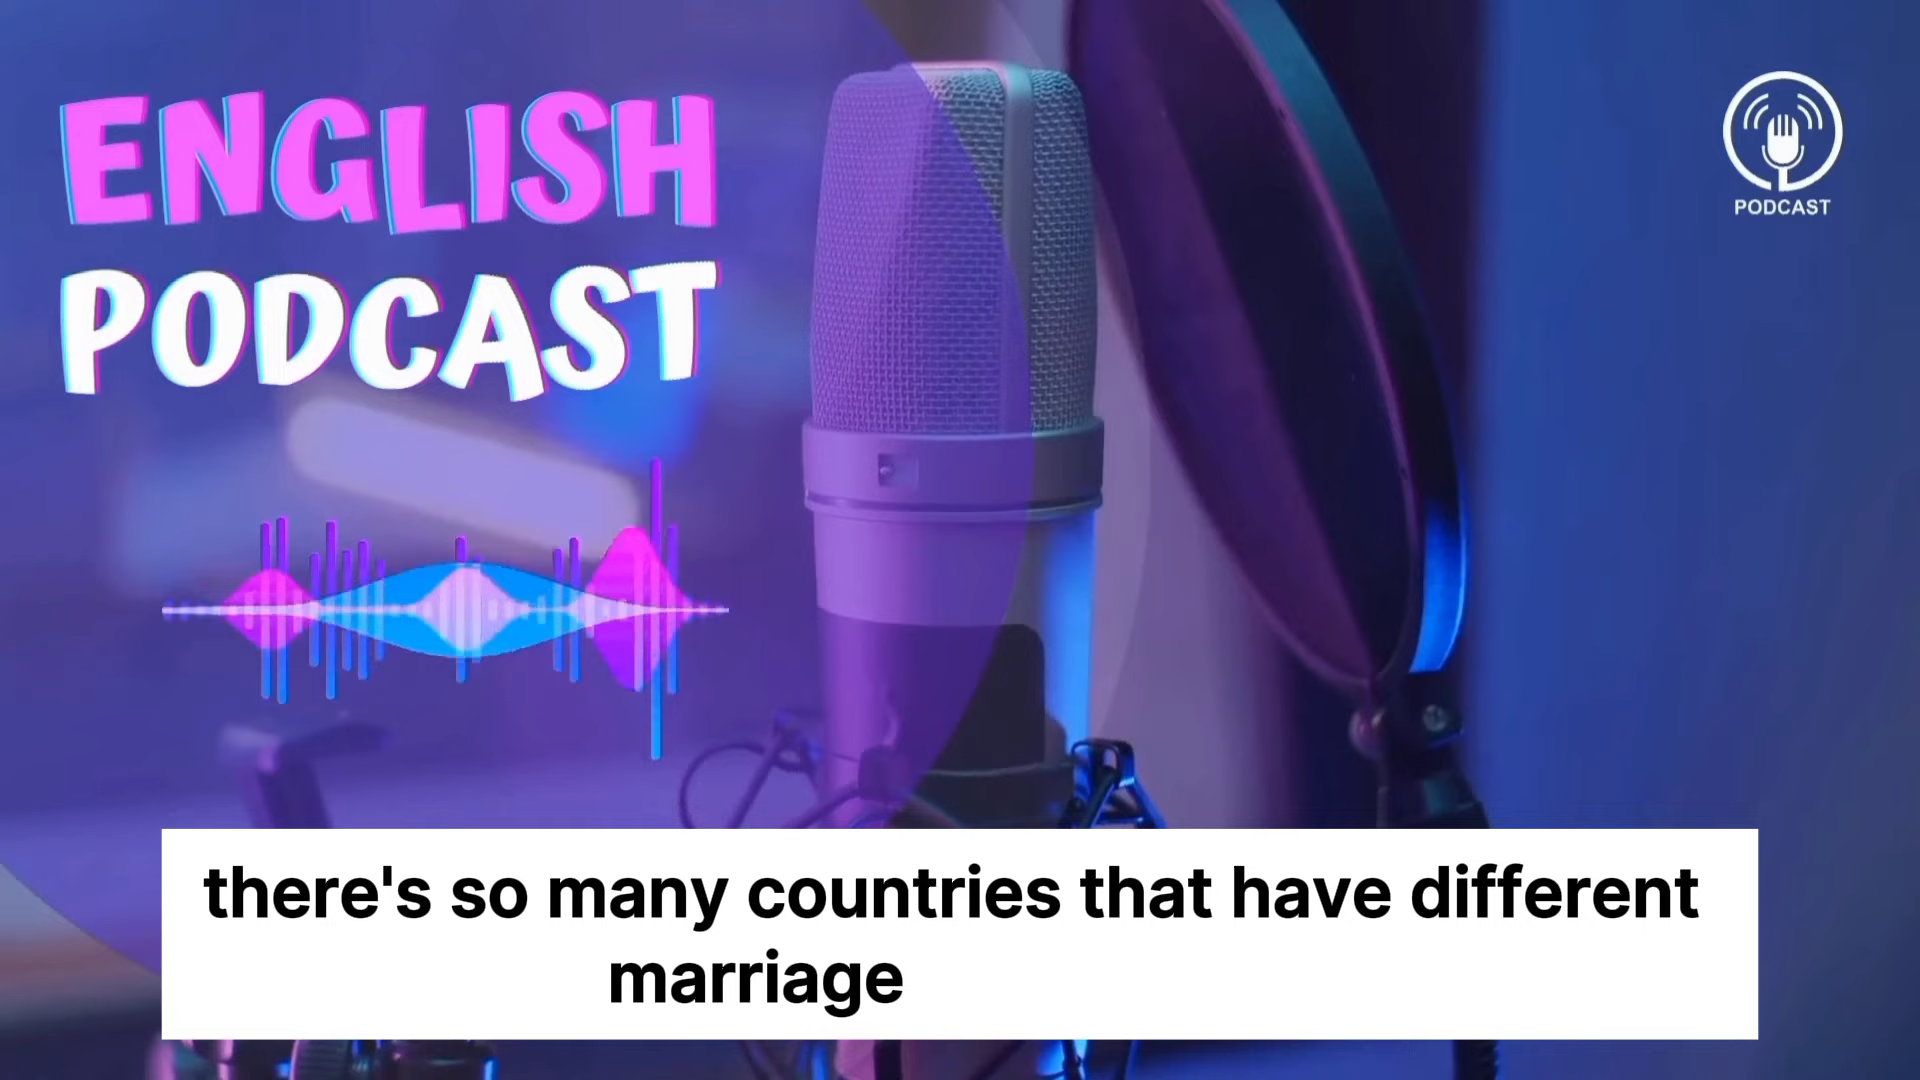 ENGLISH
PODCAST
PODCAST
there's so many countries that have different
marriage